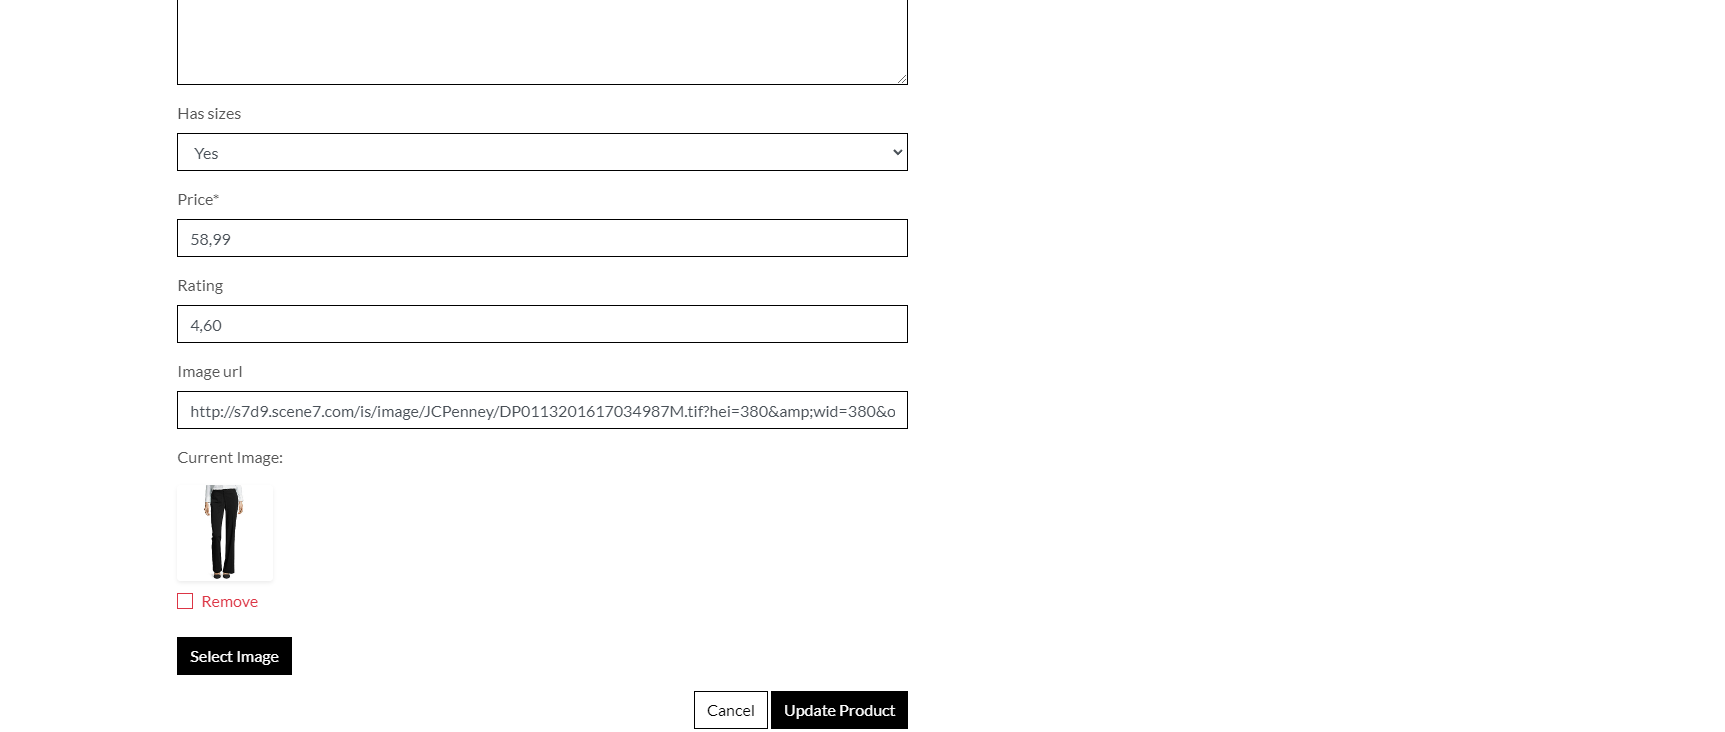 Has sizes
Yes
Price*
58,99
Rating
4,60
Image url
http://s7d9.scene7.com/is/image/JCPenney/DP0113201617034987M.tif?hei=380&amp;wid=380&o
Current Image:
Remove
Select Image
Cancel Update Product